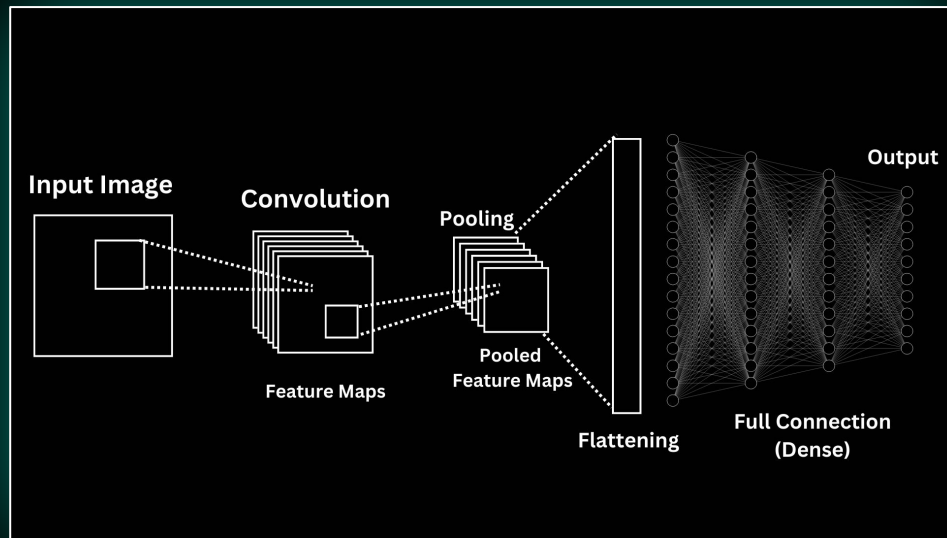 Input Image
Convolution
Feature Maps
Pooling
Pooled
Feature Maps
Flattening
Full Connection
(Dense)
Output